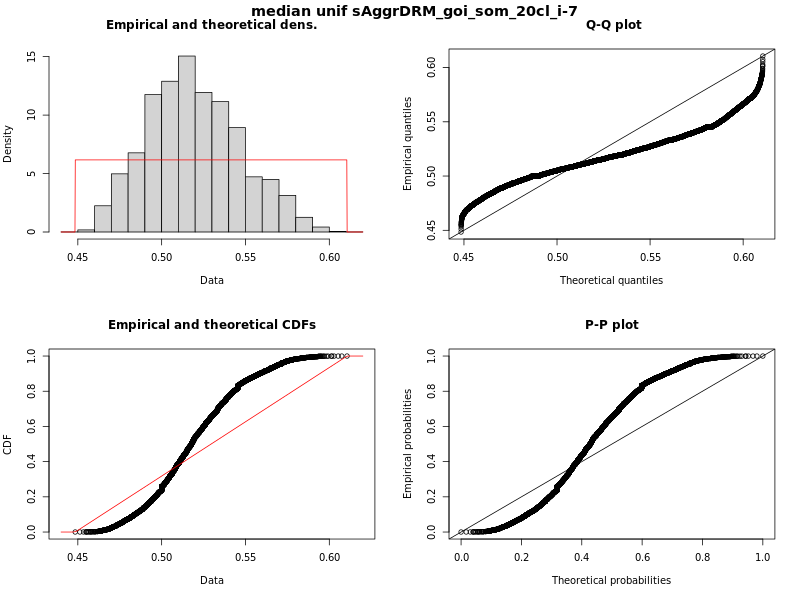 median unif sAggrDRM_goi_som_20cl_i-7
Empirical and theoretical dens.
Density
0 5 10 15
0.45 0.50 0.55 0.60
Data
Q-Q plot
Empirical quantiles
0.45 0.50 0.55 0.60
0.45 0.50 0.55 0.60
Theoretical quantiles
Empirical and theoretical CDFs
CDF
0.0 0.2 0.4 0.6 0.8 1.0
0.45 0.50 0.55 0.60
Data
P-P plot
Empirical probabilities
0.0 0.2 0.4 0.6 0.8 1.0
0.0 0.2 0.4 0.6 0.8 1.0
Theoretical probabilities